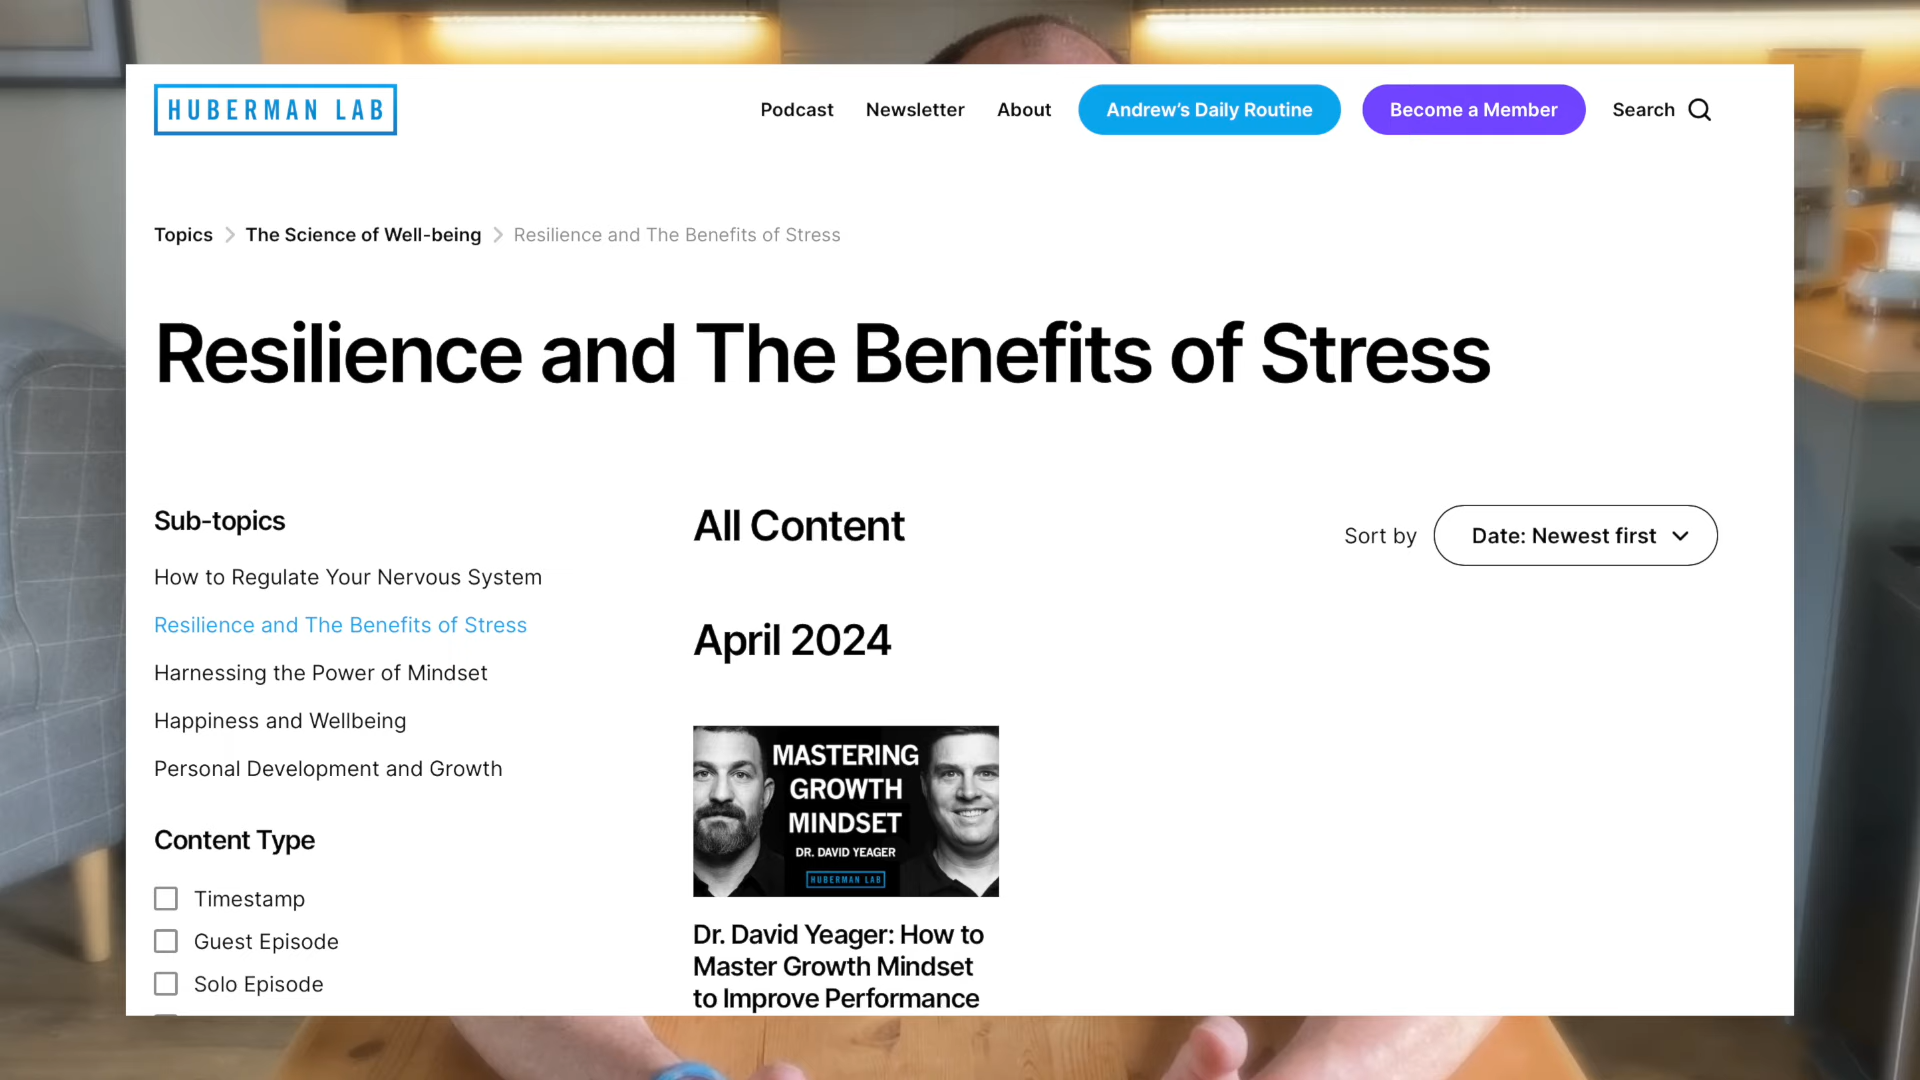 HUBERMAN LAB
Podcast
Newsletter
About
Andrew's Daily Routine
Become a Member
Search
Topics
The Science of Well-being
Resilience and The Benefits of Stress
Resilience and The Benefits of Stress
Sub-topics
How to Regulate Your Nervous System
Resilience and The Benefits of Stress
Harnessing the Power of Mindset
Happiness and Wellbeing
Personal Development and Growth
Content Type
Timestamp
Guest Episode
Solo Episode
All Content
Sort by
Date: Newest first
April 2024
MASTERING
GROWTH
MINDSET
DR. DAVID YEAGER
HUBERMAN LAB
Dr. David Yeager: How to
Master Growth Mindset
to Improve Performance